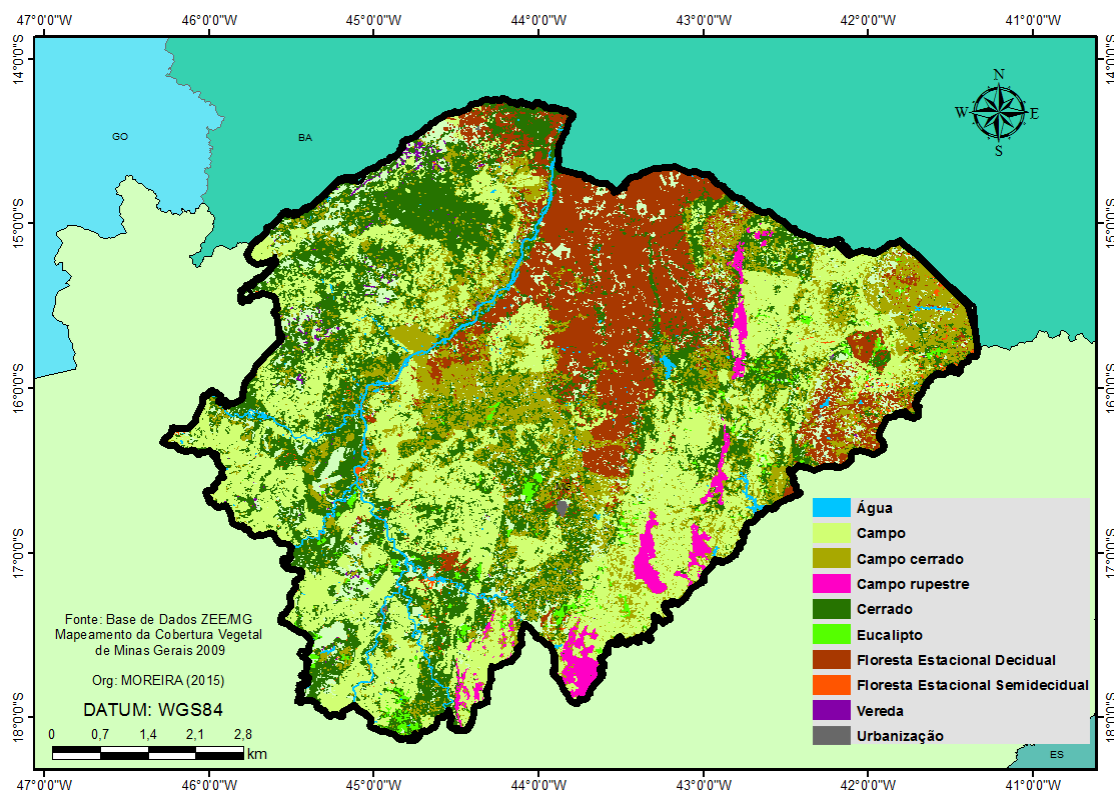 47°0'0"W 46°0'0"W 45°0'0"W 44°0'0"W 43°0'0"W 42°0'0"W 41°0'0"W
14°0'0"S 14°0'0"S
N
W E
S
GO BA
15°0'0"S 15°0'0"S
16°0'0"S 16°0'0"S
17°0'0"S 17°0'0"S
18°0'0"S 18°0'0"S
Água
Campo
Campo cerrado
Campo rupestre
Cerrado
Eucalipto
Floresta Estacional Decidual
Floresta Estacional Semidecidual
Vereda
Urbanização
Fonte: Base de Dados ZEE/MG
Mapeamento da Cobertura Vegetal
de Minas Gerais 2009
Org: MOREIRA (2015)
DATUM: WGS84
0 0,7 1,4 2,1 2,8
km
ES
47°0'0"W 46°0'0"W 45°0'0"W 44°0'0"W 43°0'0"W 42°0'0"W 41°0'0"W